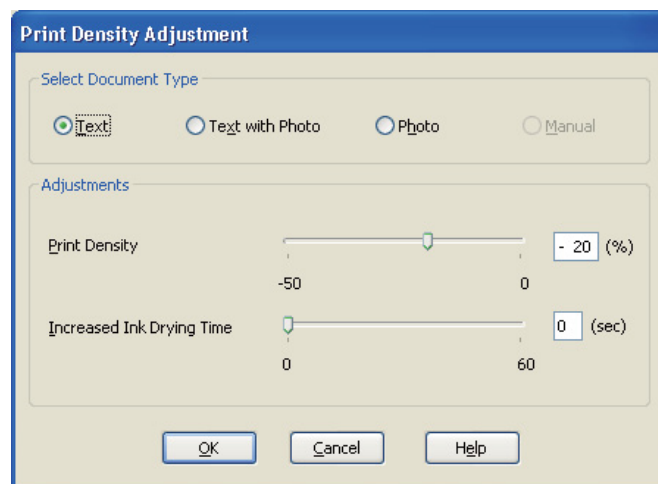 Print Density Adjustment
Select Document Type
Text Text with Photo Photo Manual
Adjustments
Print Density - 20 (%)
-50 0
Increased Ink Drying Time 0 (sec)
0 60
OK Cancel Help